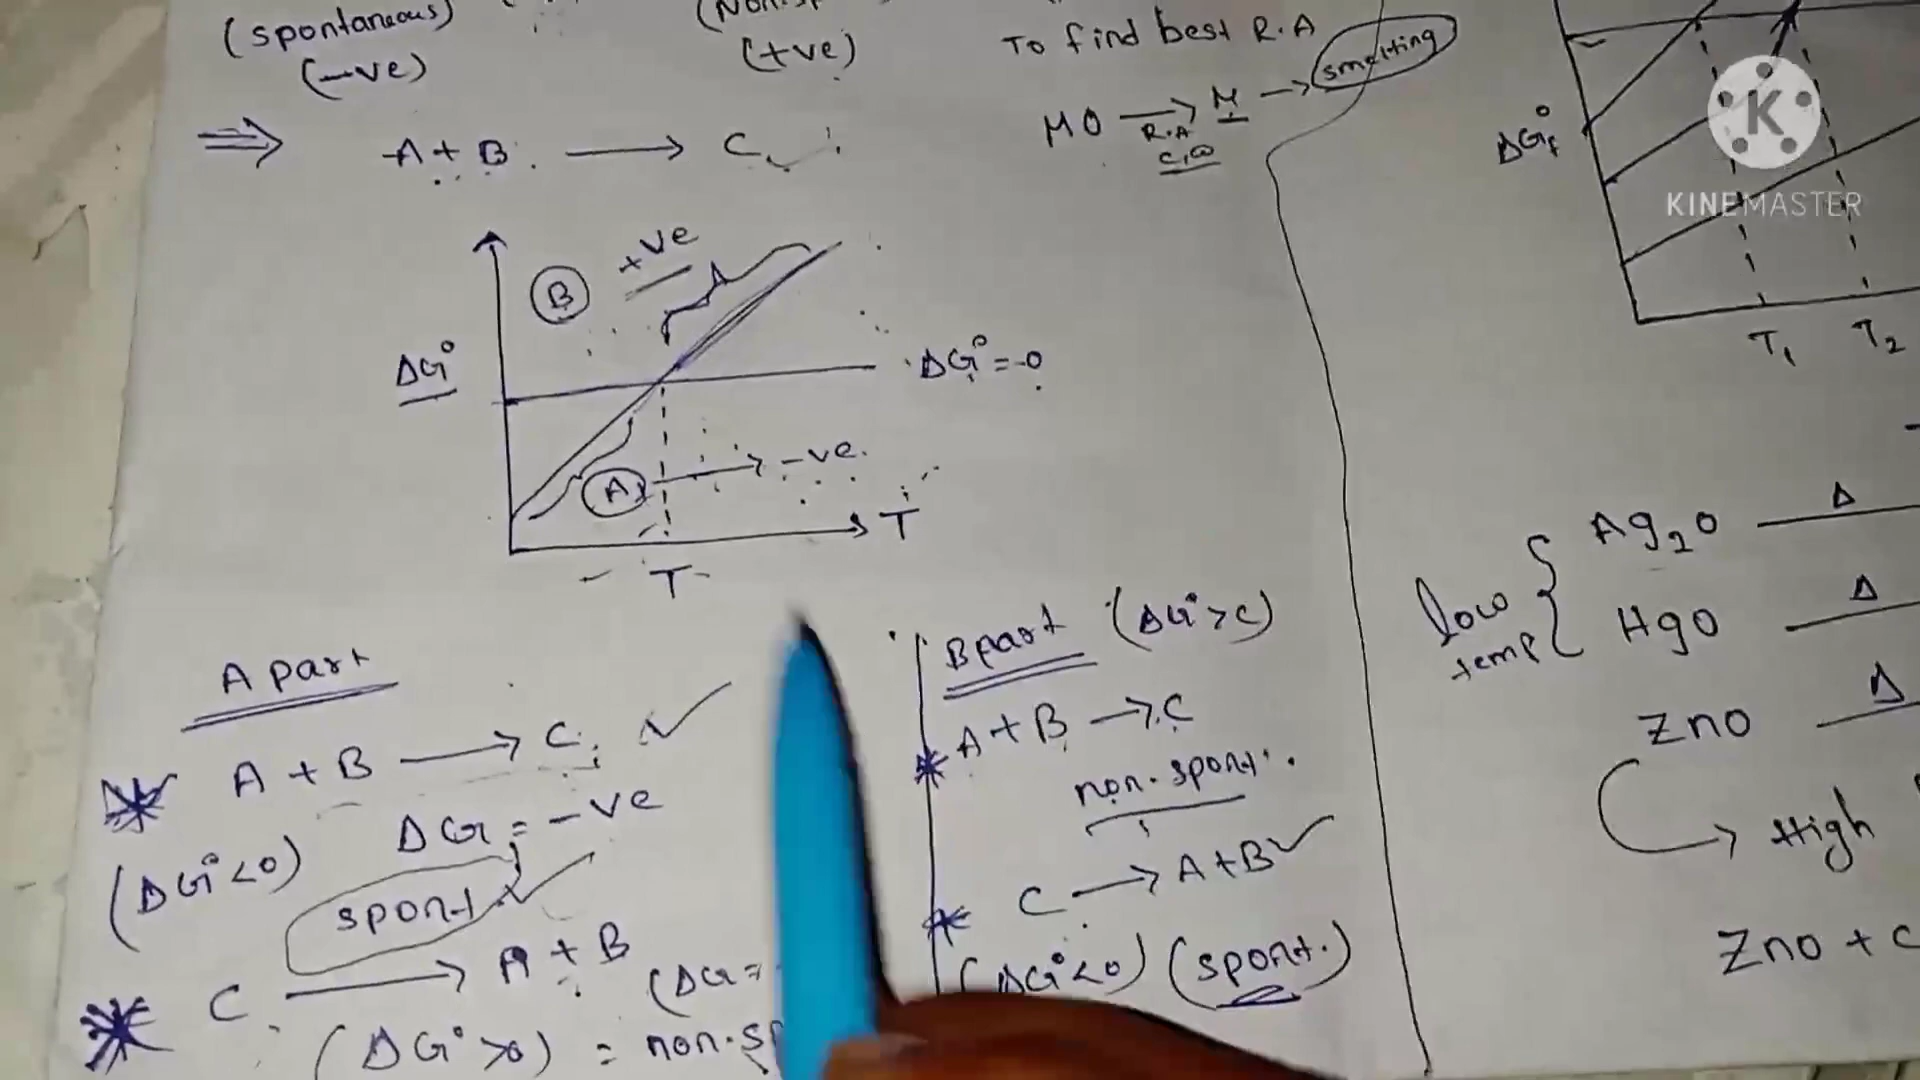 (spontaneous)
(-ve)
(+ve)
To find best R.A
MO → M → smelting
R.A
A + B → C
ΔG°f
KINEMASTER
K
B
+ve
ΔG°
ΔG°=0
A → -ve.
T
T
T1 T2
A part
A + B → C
ΔG = -ve
(ΔG°<0)
spont
C → A + B (ΔG=
(ΔG°>0) = non.sp
B part (ΔG°>c)
A + B → C
non.spont.
C → A+B
(ΔG°<0) (spont.)
low temp
Ag2O Δ
HgO Δ
ZnO Δ
High
ZnO + C